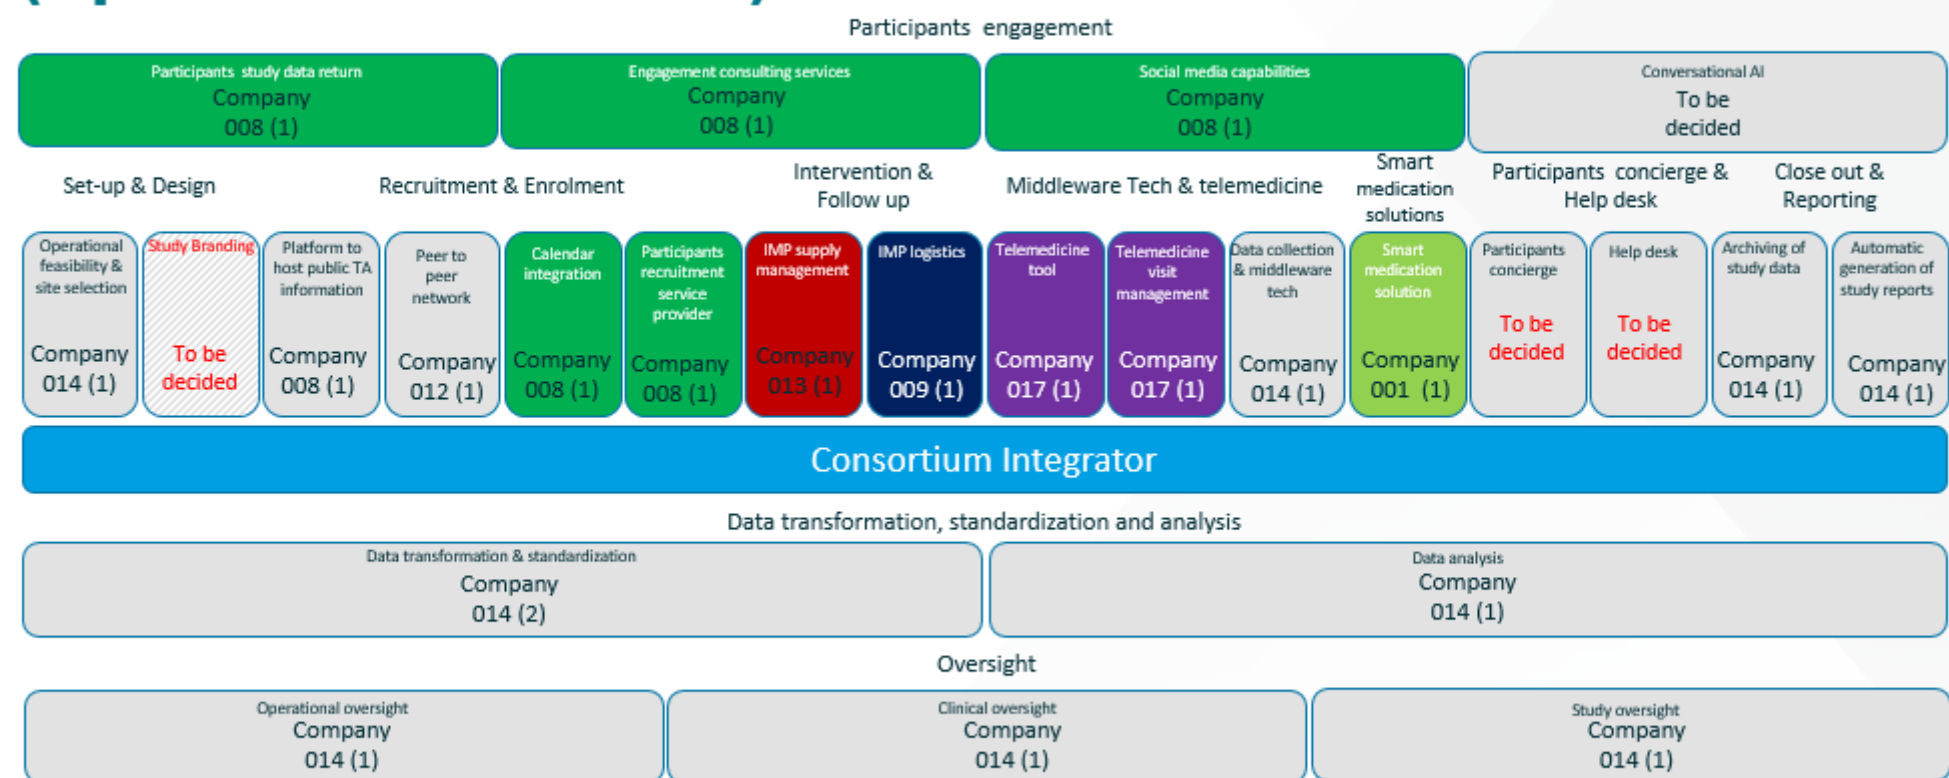 Participants engagement
Participants study data return
Company
008 (1)
Engagement consulting services
Company
008 (1)
Social media capabilities
Company
008 (1)
Conversational AI
To be
decided
Set-up & Design
Recruitment & Enrolment
Intervention &
Follow up
Middleware Tech & telemedicine
Smart
medication
solutions
Participants concierge &
Help desk
Close out &
Reporting
Operational
feasibility &
site selection
Company
014 (1)
Study Branding
To be
decided
Platform to
host public TA
information
Company
008 (1)
Peer to
peer
network
Company
012 (1)
Calendar
integration
Company
008 (1)
Participants
recruitment
service
provider
Company
008 (1)
IMP supply
management
Company
013 (1)
IMP logistics
Company
009 (1)
Telemedicine
tool
Company
017 (1)
Telemedicine
visit
management
Company
017 (1)
Data collection
& middleware
tech
Company
014 (1)
Smart
medication
solution
Company
001 (1)
Participants
concierge
To be
decided
Help desk
To be
decided
Archiving of
study data
Company
014 (1)
Automatic
generation of
study reports
Company
014 (1)
Consortium Integrator
Data transformation, standardization and analysis
Data transformation & standardization
Company
014 (2)
Data analysis
Company
014 (1)
Oversight
Operational oversight
Company
014 (1)
Clinical oversight
Company
014 (1)
Study oversight
Company
014 (1)